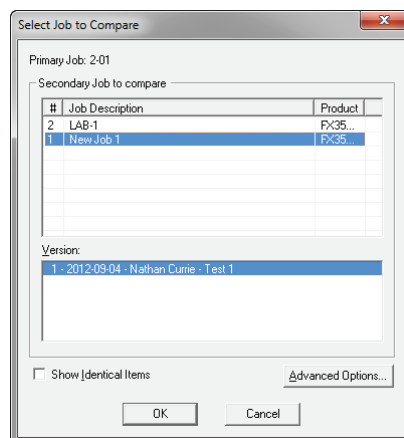 Select Job to Compare
Primary Job: 2-01
Secondary Job to compare
# Job Description Product
2 LAB-1 FX35...
1 New Job 1 FX35...
Version:
1 - 2012-09-04 - Nathan Currie - Test 1
Show Identical Items
Advanced Options...
OK Cancel